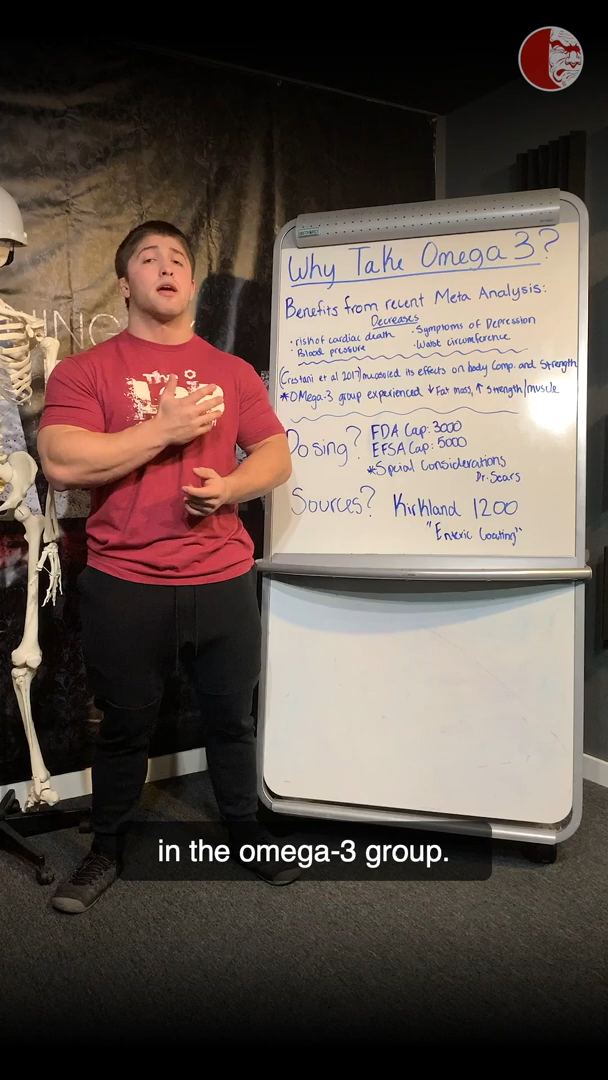 Why Take Omega 3?
Benefits from recent Meta Analysis:
Decreases
· risk of cardiac death · Symptoms of Depression
· Blood pressure · Waist circumference
(Crestani et al 2017) measured its effects on body Comp. and Strength
*OMega-3 group experienced ↓ Fat mass, ↑ Strength/muscle
Dosing? FDA Cap: 3000
EFSA Cap: 5000
*Special Considerations
Dr. Sears
Sources? Kirkland 1200
"Enteric Coating"
in the omega-3 group.